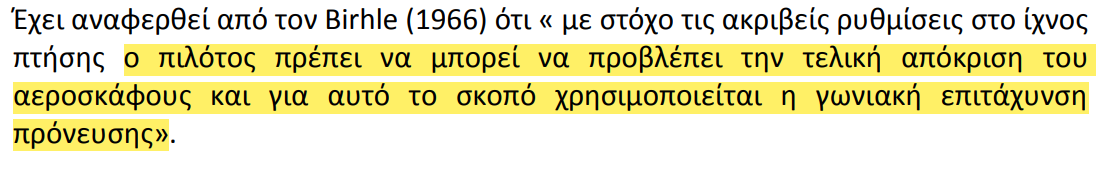 Έχει αναφερθεί από τον Birhle (1966) ότι « με στόχο τις ακριβείς ρυθμίσεις στο ίχνος
πτήσης ο πιλότος πρέπει να μπορεί να προβλέπει την τελική απόκριση του
αεροσκάφους και για αυτό το σκοπό χρησιμοποιείται η γωνιακή επιτάχυνση
πρόνευσης».